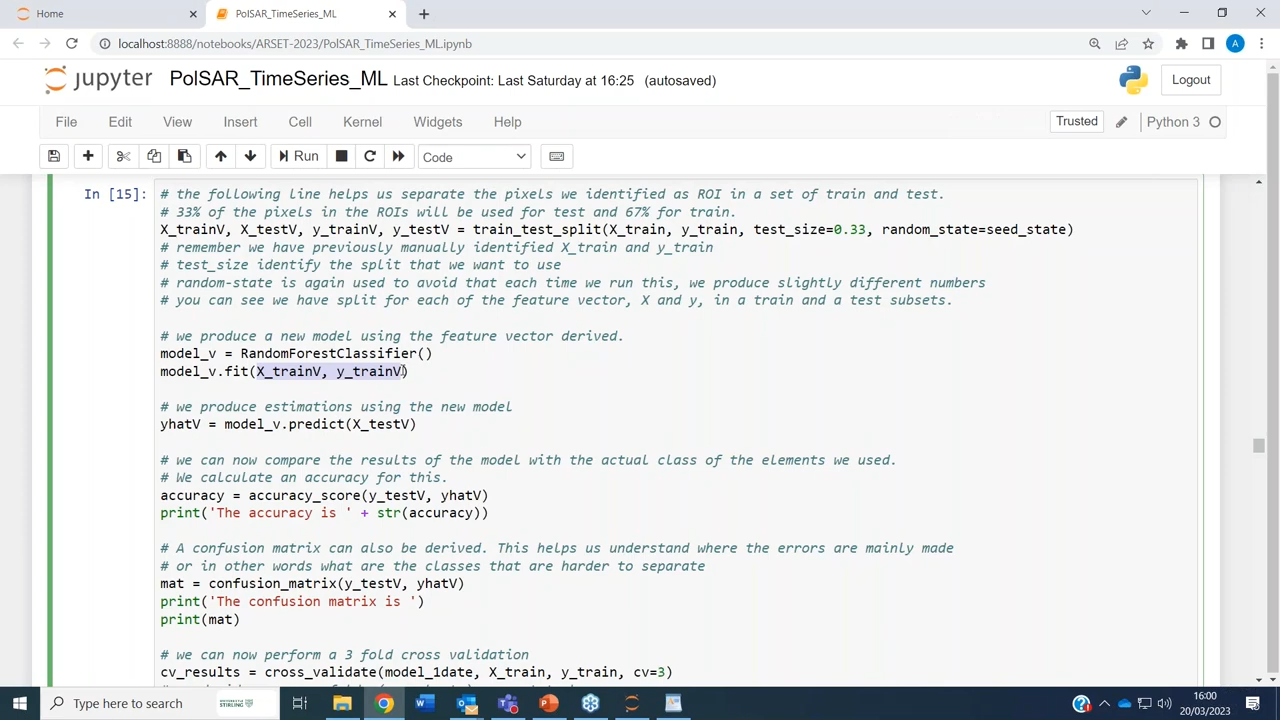 Home
PolSAR_TimeSeries_ML
localhost:8888/notebooks/ARSET-2023/PolSAR_TimeSeries_ML.ipynb
A
jupyter PolSAR_TimeSeries_ML Last Checkpoint: Last Saturday at 16:25 (autosaved)
Logout
File Edit View Insert Cell Kernel Widgets Help
Trusted
Python 3
Run
Code
In [15]:
# the following line helps us separate the pixels we identified as ROI in a set of train and test.
# 33% of the pixels in the ROIs will be used for test and 67% for train.
X_trainV, X_testV, y_trainV, y_testV = train_test_split(X_train, y_train, test_size=0.33, random_state=seed_state)
# remember we have previously manually identified X_train and y_train
# test_size identify the split that we want to use
# random-state is again used to avoid that each time we run this, we produce slightly different numbers
# you can see we have split for each of the feature vector, X and y, in a train and a test subsets.
# we produce a new model using the feature vector derived.
model_v = RandomForestClassifier()
model_v.fit(X_trainV, y_trainV)
# we produce estimations using the new model
yhatV = model_v.predict(X_testV)
# we can now compare the results of the model with the actual class of the elements we used.
# We calculate an accuracy for this.
accuracy = accuracy_score(y_testV, yhatV)
print('The accuracy is ' + str(accuracy))
# A confusion matrix can also be derived. This helps us understand where the errors are mainly made
# or in other words what are the classes that are harder to separate
mat = confusion_matrix(y_testV, yhatV)
print('The confusion matrix is ')
print(mat)
# we can now perform a 3 fold cross validation
cv_results = cross_validate(model_1date, X_train, y_train, cv=3)
Type here to search
16:00
20/03/2023